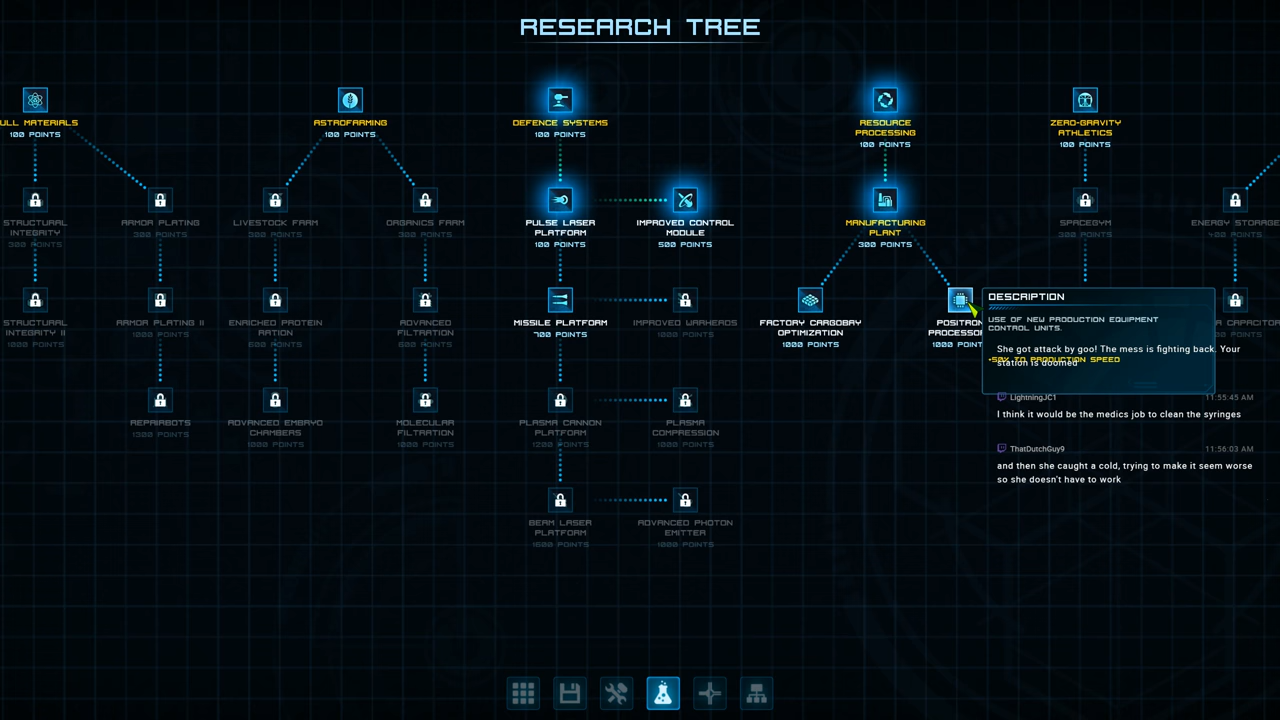 RESEARCH TREE
ULL MATERIALS
100 POINTS
ASTROFARMING
100 POINTS
DEFENCE SYSTEMS
100 POINTS
RESOURCE
PROCESSING
100 POINTS
ZERO-GRAVITY
ATHLETICS
100 POINTS
STRUCTURAL
INTEGRITY
300 POINTS
ARMOR PLATING
300 POINTS
LIVESTOCK FARM
300 POINTS
ORGANICS FARM
300 POINTS
PULSE LASER
PLATFORM
100 POINTS
IMPROVED CONTROL
MODULE
500 POINTS
MANUFACTURING
PLANT
300 POINTS
SPACEGYM
300 POINTS
ENERGY STORAGE
400 POINTS
STRUCTURAL
INTEGRITY II
ARMOR PLATING II
1000 POINTS
ENRICHED PROTEIN
RATION
600 POINTS
ADVANCED
FILTRATION
600 POINTS
MISSILE PLATFORM
700 POINTS
IMPROVED WARHEADS
1000 POINTS
FACTORY CARGOBAY
OPTIMIZATION
1000 POINTS
POSITRON
PROCESSO
1000 POINT
CAPACITOR
DESCRIPTION
USE OF NEW PRODUCTION EQUIPMENT
CONTROL UNITS.
+50% TO PRODUCTION SPEED
She got attack by goo! The mess is fighting back. Your
station is doomed
LightningJC1
11:55:45 AM
I think it would be the medics job to clean the syringes
ThatDutchGuy9
11:56:03 AM
and then she caught a cold, trying to make it seem worse
so she doesn't have to work
REPAIRBOTS
1300 POINTS
ADVANCED EMBRYO
CHAMBERS
1000 POINTS
MOLECULAR
FILTRATION
PLASMA CANNON
PLATFORM
1200 POINTS
PLASMA
COMPRESSION
BEAM LASER
PLATFORM
1600 POINTS
ADVANCED PHOTON
EMITTER